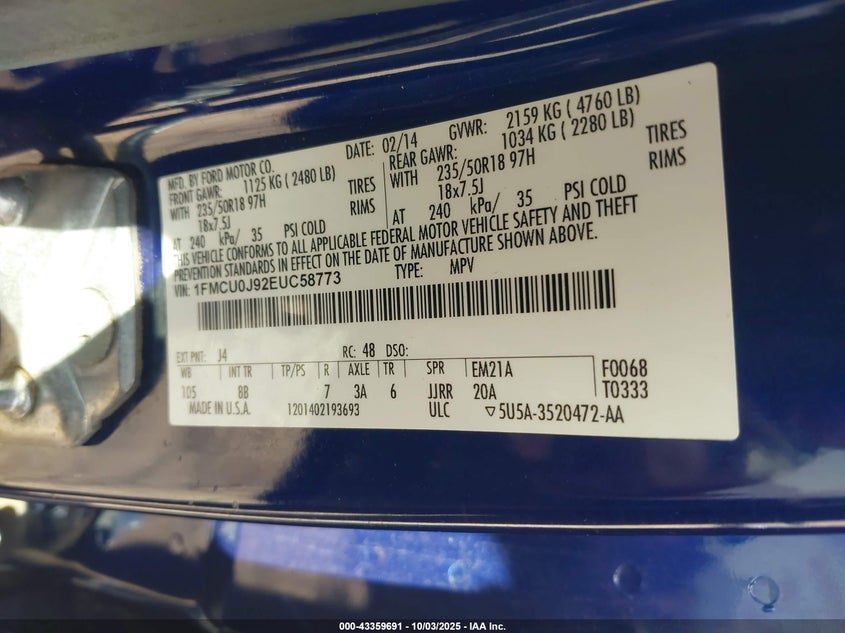 MFD. BY FORD MOTOR CO. DATE: 02/14 GVWR: 2159 KG ( 4760 LB)
FRONT GAWR: 1125 KG ( 2480 LB) REAR GAWR: 1034 KG ( 2280 LB)
WITH 235/50R18 97H TIRES WITH 235/50R18 97H TIRES
18x7.5J RIMS 18x7.5J RIMS
AT 240 kPa/ 35 PSI COLD AT 240 kPa/ 35 PSI COLD
THIS VEHICLE CONFORMS TO ALL APPLICABLE FEDERAL MOTOR VEHICLE SAFETY AND THEFT
PREVENTION STANDARDS IN EFFECT ON THE DATE OF MANUFACTURE SHOWN ABOVE.
VIN: 1FMCU0J92EUC58773 TYPE: MPV
EXT PNT: J4 RC: 48 DSO:
WB INT TR TP/PS R AXLE TR SPR EM21A F0068
105 8B 7 3A 6 JJRR 20A T0333
MADE IN U.S.A. 1201402193693 ULC ▽5U5A-3520472-AA
000-43359691 - 10/03/2025 - IAA Inc.